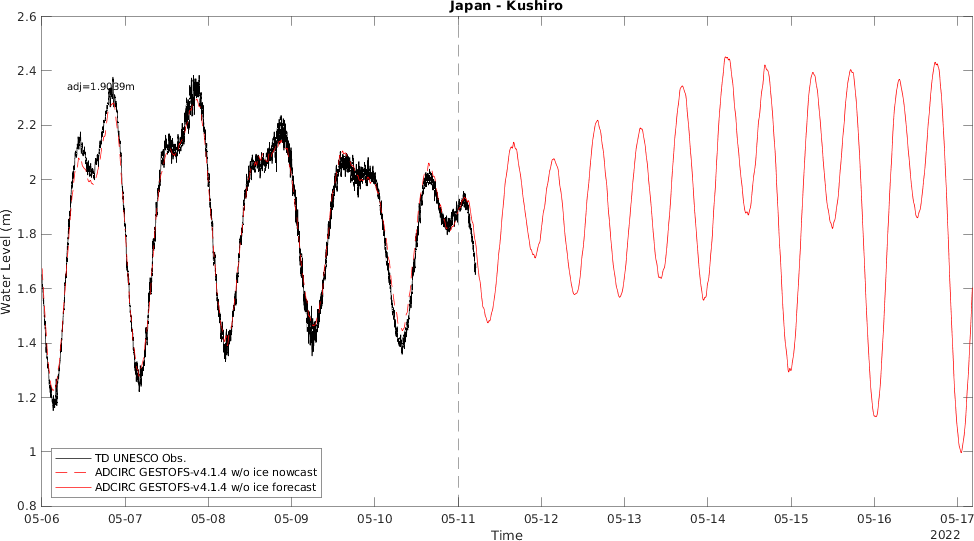 Japan - Kushiro
2.6
2.4
2.2
2
1.8
1.6
1.4
1.2
1
0.8
Water Level (m)
adj=1.9039m
TD UNESCO Obs.
ADCIRC GESTOFS-v4.1.4 w/o ice nowcast
ADCIRC GESTOFS-v4.1.4 w/o ice forecast
05-06 05-07 05-08 05-09 05-10 05-11 05-12 05-13 05-14 05-15 05-16 05-17
Time
2022